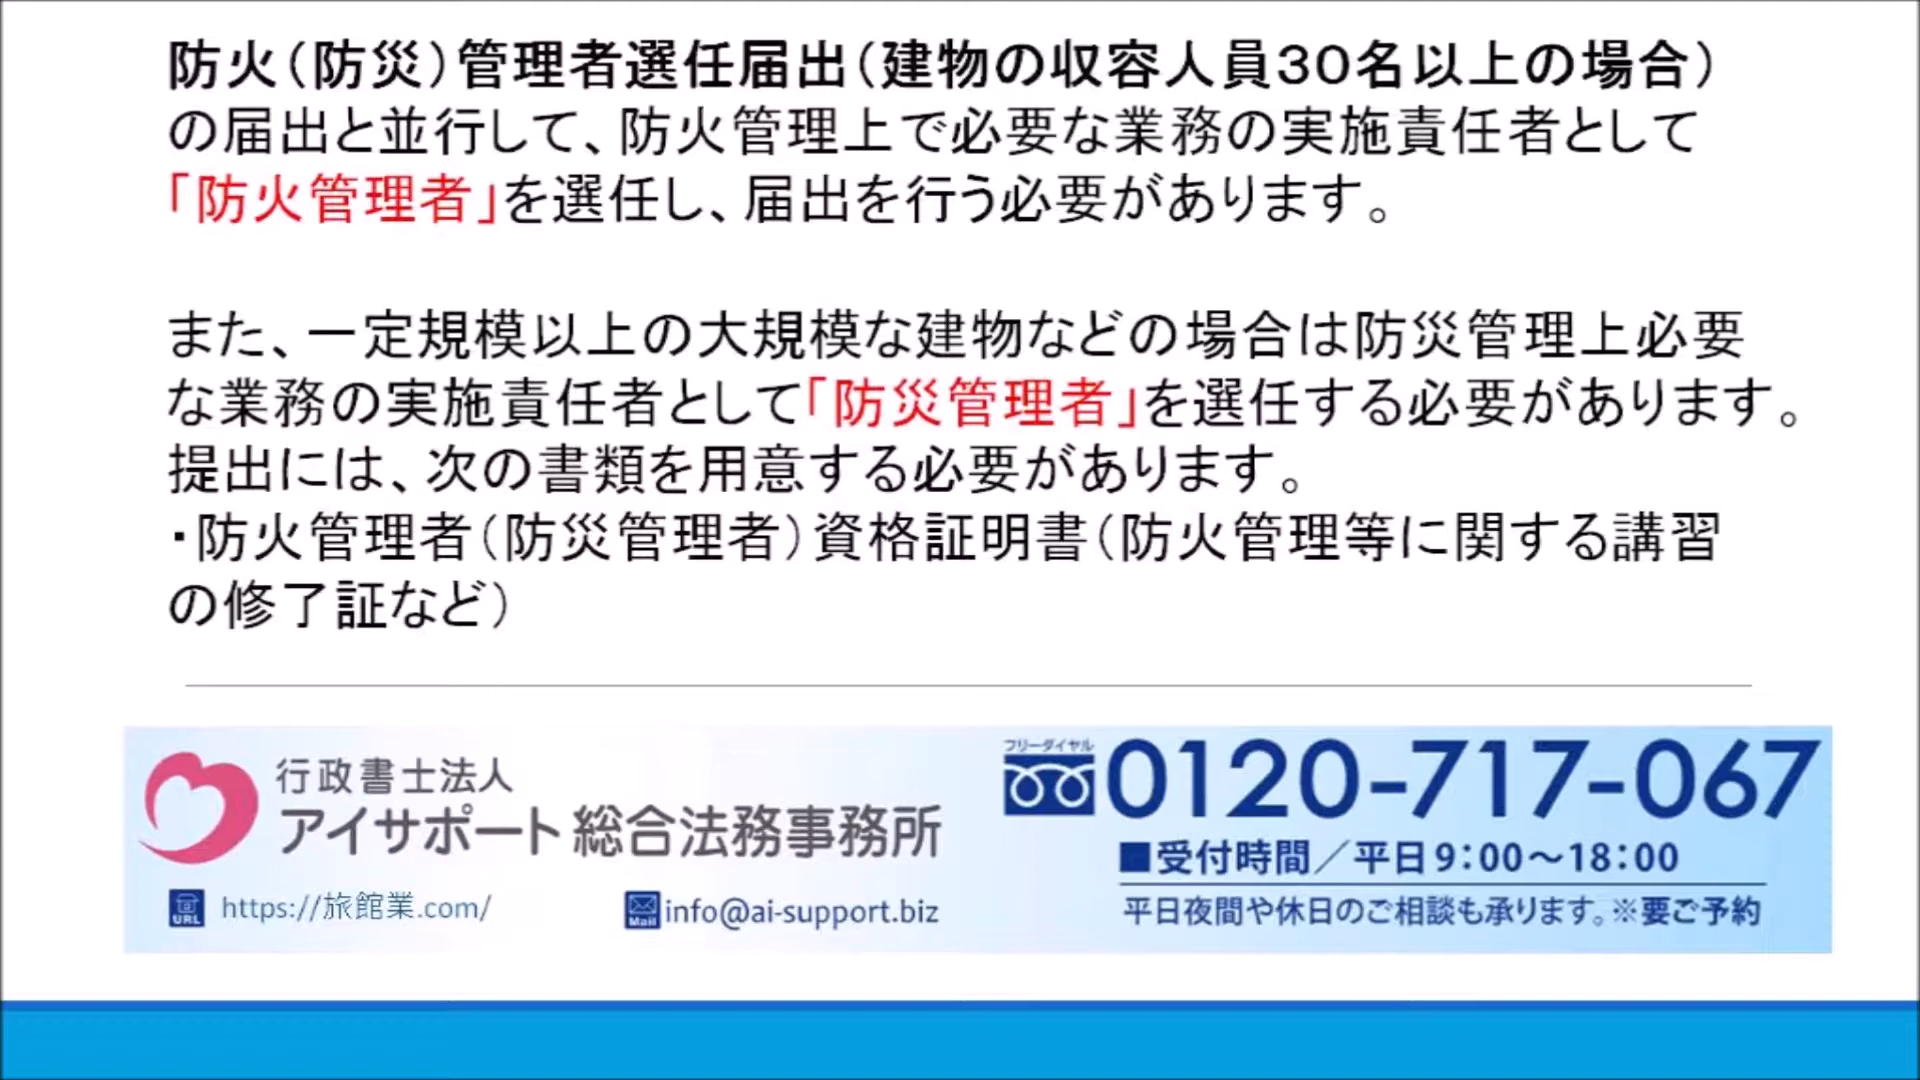 防火（防災）管理者選任届出（建物の収容人員３０名以上の場合）
の届出と並行して、防火管理上で必要な業務の実施責任者として
「防火管理者」を選任し、届出を行う必要があります。
また、一定規模以上の大規模な建物などの場合は防災管理上必要
な業務の実施責任者として「防災管理者」を選任する必要があります。
提出には、次の書類を用意する必要があります。
・防火管理者（防災管理者）資格証明書（防火管理等に関する講習
の修了証など）
行政書士法人
アイサポート総合法務事務所
URL https://旅館業.com/
Mail info@ai-support.biz
フリーダイヤル
0120-717-067
■受付時間／平日9：00〜18：00
平日夜間や休日のご相談も承ります。※要ご予約